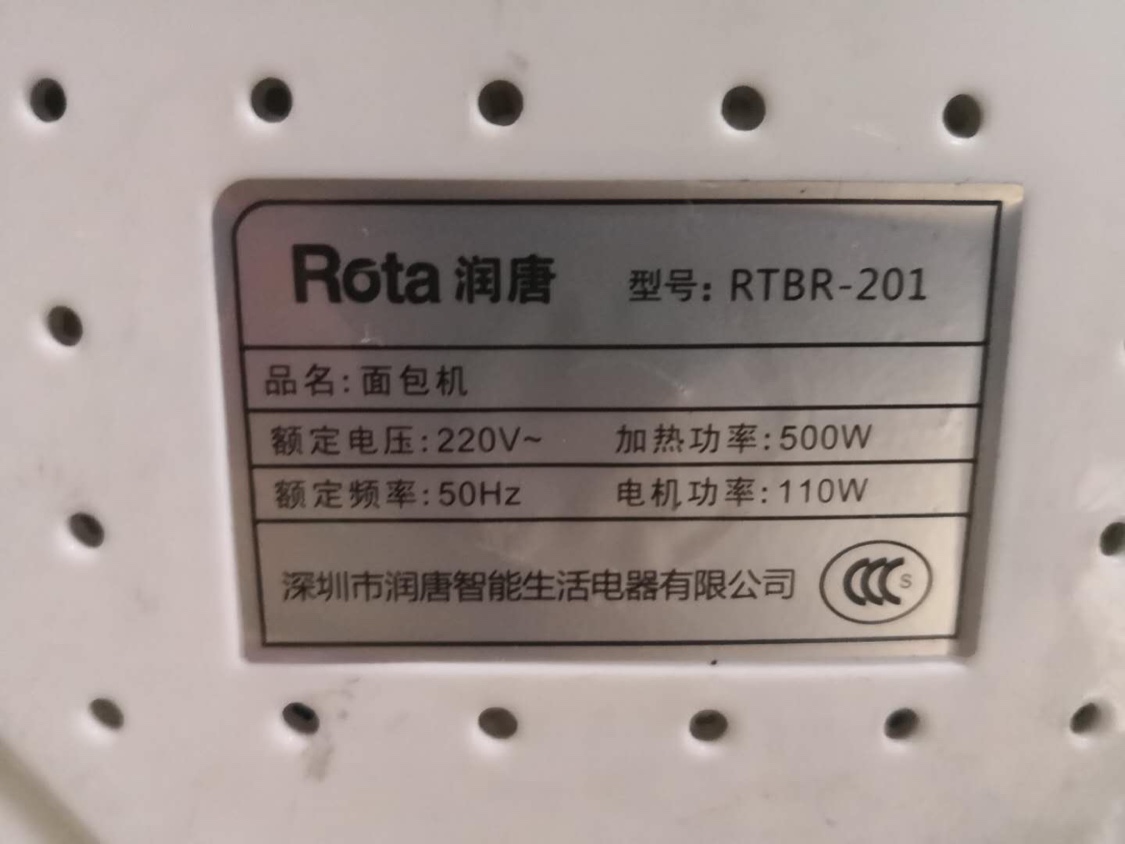 Rota 润唐 型号: RTBR-201
品名: 面包机
额定电压: 220V~ 加热功率: 500W
额定频率: 50Hz 电机功率: 110W
深圳市润唐智能生活电器有限公司 CCC S